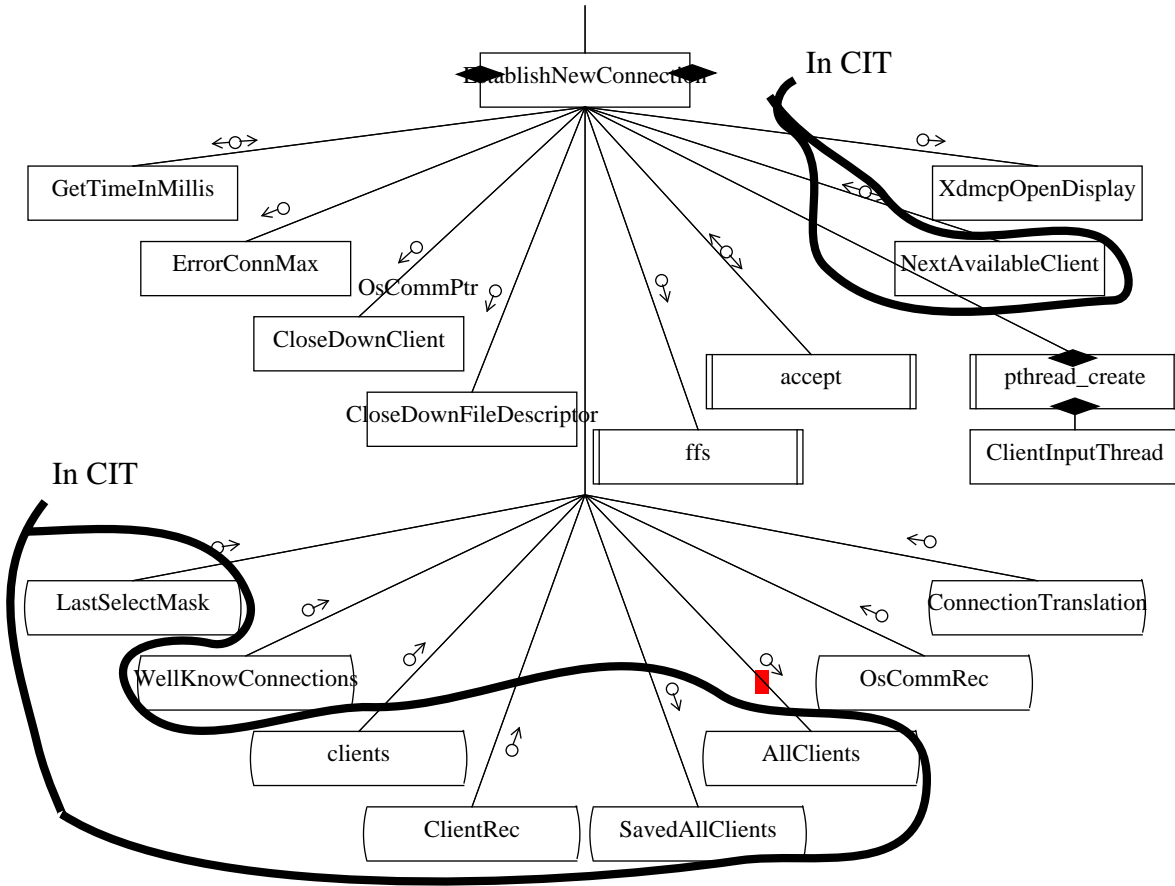 In CIT
EstablishNewConnection
GetTimeInMillis
XdmcpOpenDisplay
ErrorConnMax
NextAvailableClient
OsCommPtr
CloseDownClient
accept
pthread_create
CloseDownFileDescriptor
ffs
ClientInputThread
In CIT
LastSelectMask
ConnectionTranslation
WellKnowConnections
OsCommRec
clients
AllClients
ClientRec
SavedAllClients